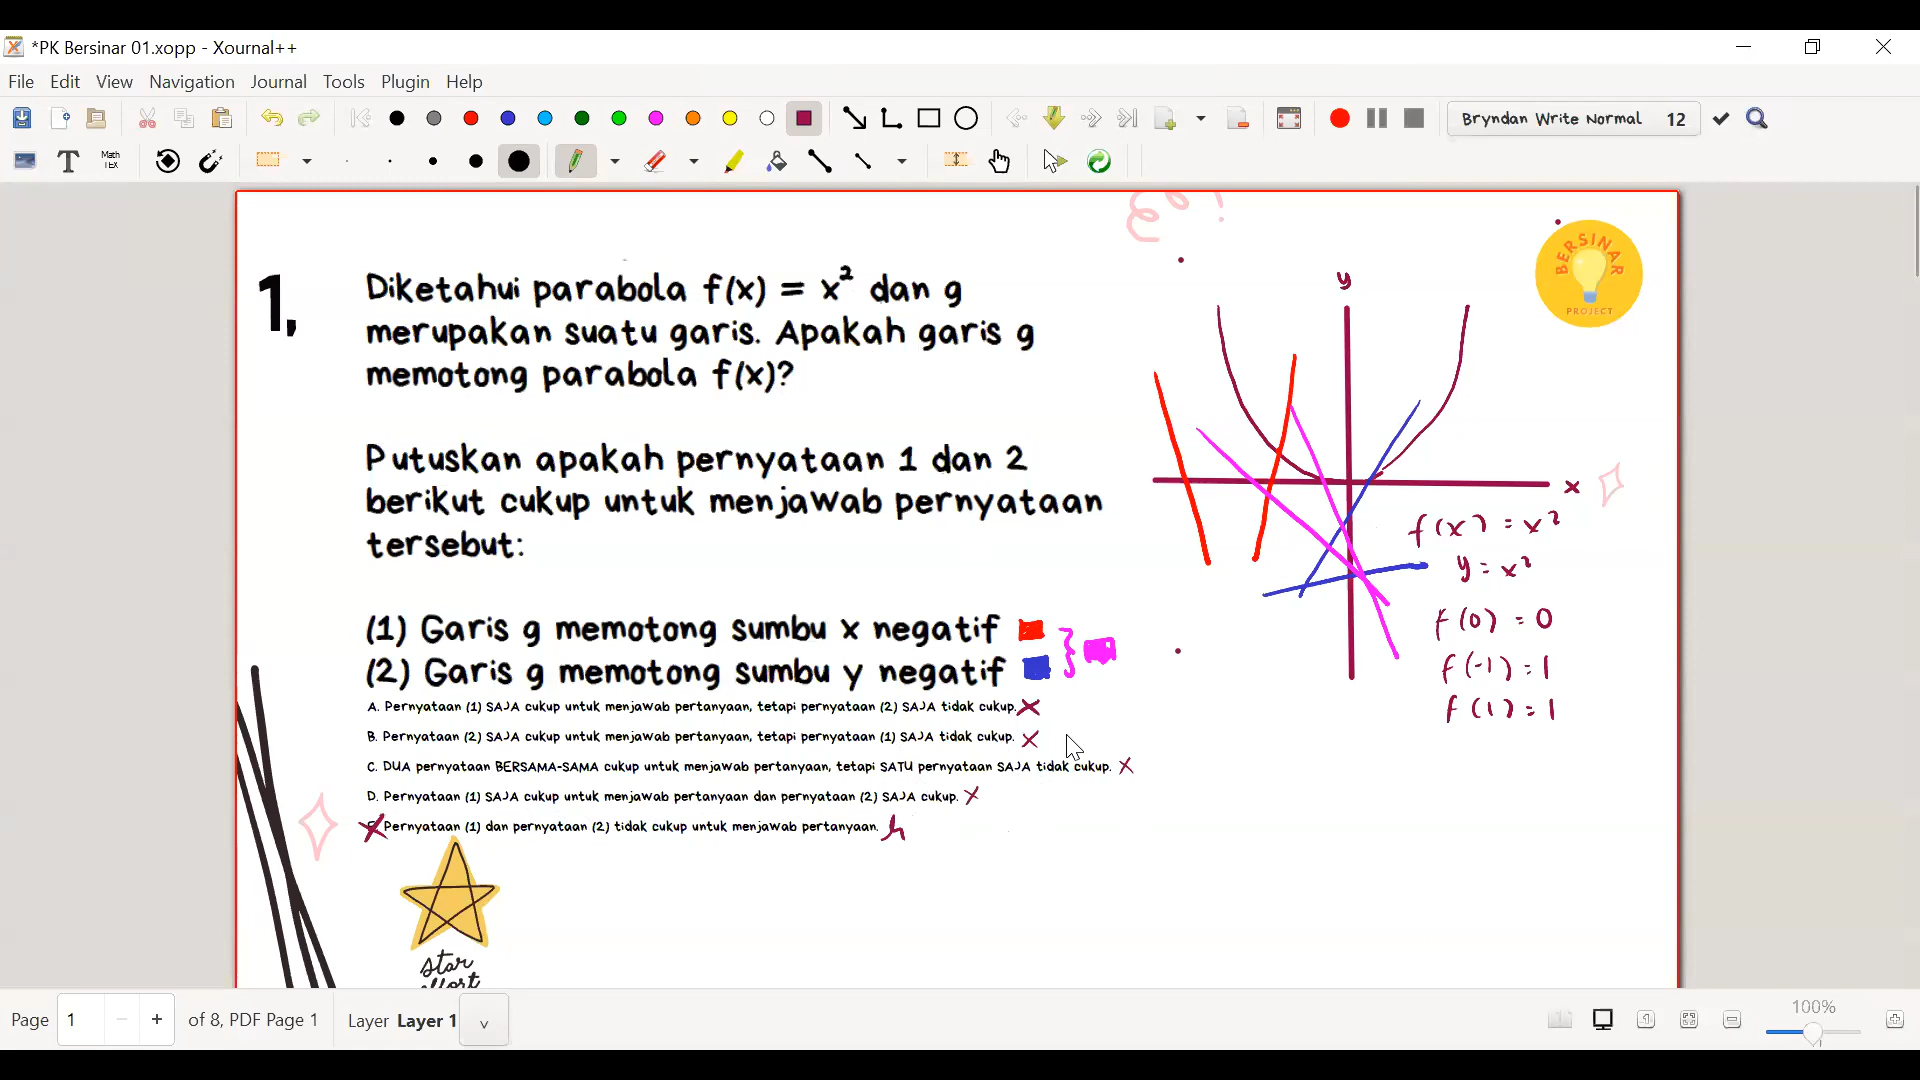 *PK Bersinar 01.xopp - Xournal++
File Edit View Navigation Journal Tools Plugin Help
Bryndan Write Normal 12
Math
TEX
BERSINAR
PROJECT
1.
Diketahui parabola f(x) = x² dan g
merupakan suatu garis. Apakah garis g
memotong parabola f(x)?
Putuskan apakah pernyataan 1 dan 2
berikut cukup untuk menjawab pernyataan
tersebut:
(1) Garis g memotong sumbu x negatif
(2) Garis g memotong sumbu y negatif
A. Pernyataan (1) SAJA cukup untuk menjawab pertanyaan, tetapi pernyataan (2) SAJA tidak cukup.
B. Pernyataan (2) SAJA cukup untuk menjawab pertanyaan, tetapi pernyataan (1) SAJA tidak cukup.
C. DUA pernyataan BERSAMA-SAMA cukup untuk menjawab pertanyaan, tetapi SATU pernyataan SAJA tidak cukup.
D. Pernyataan (1) SAJA cukup untuk menjawab pertanyaan dan pernyataan (2) SAJA cukup.
Pernyataan (1) dan pernyataan (2) tidak cukup untuk menjawab pertanyaan.
y
x
f(x) = x²
y = x²
f(0) = 0
f(-1) = 1
f(1) = 1
star
effort
Page 1 of 8, PDF Page 1 Layer Layer 1
100%